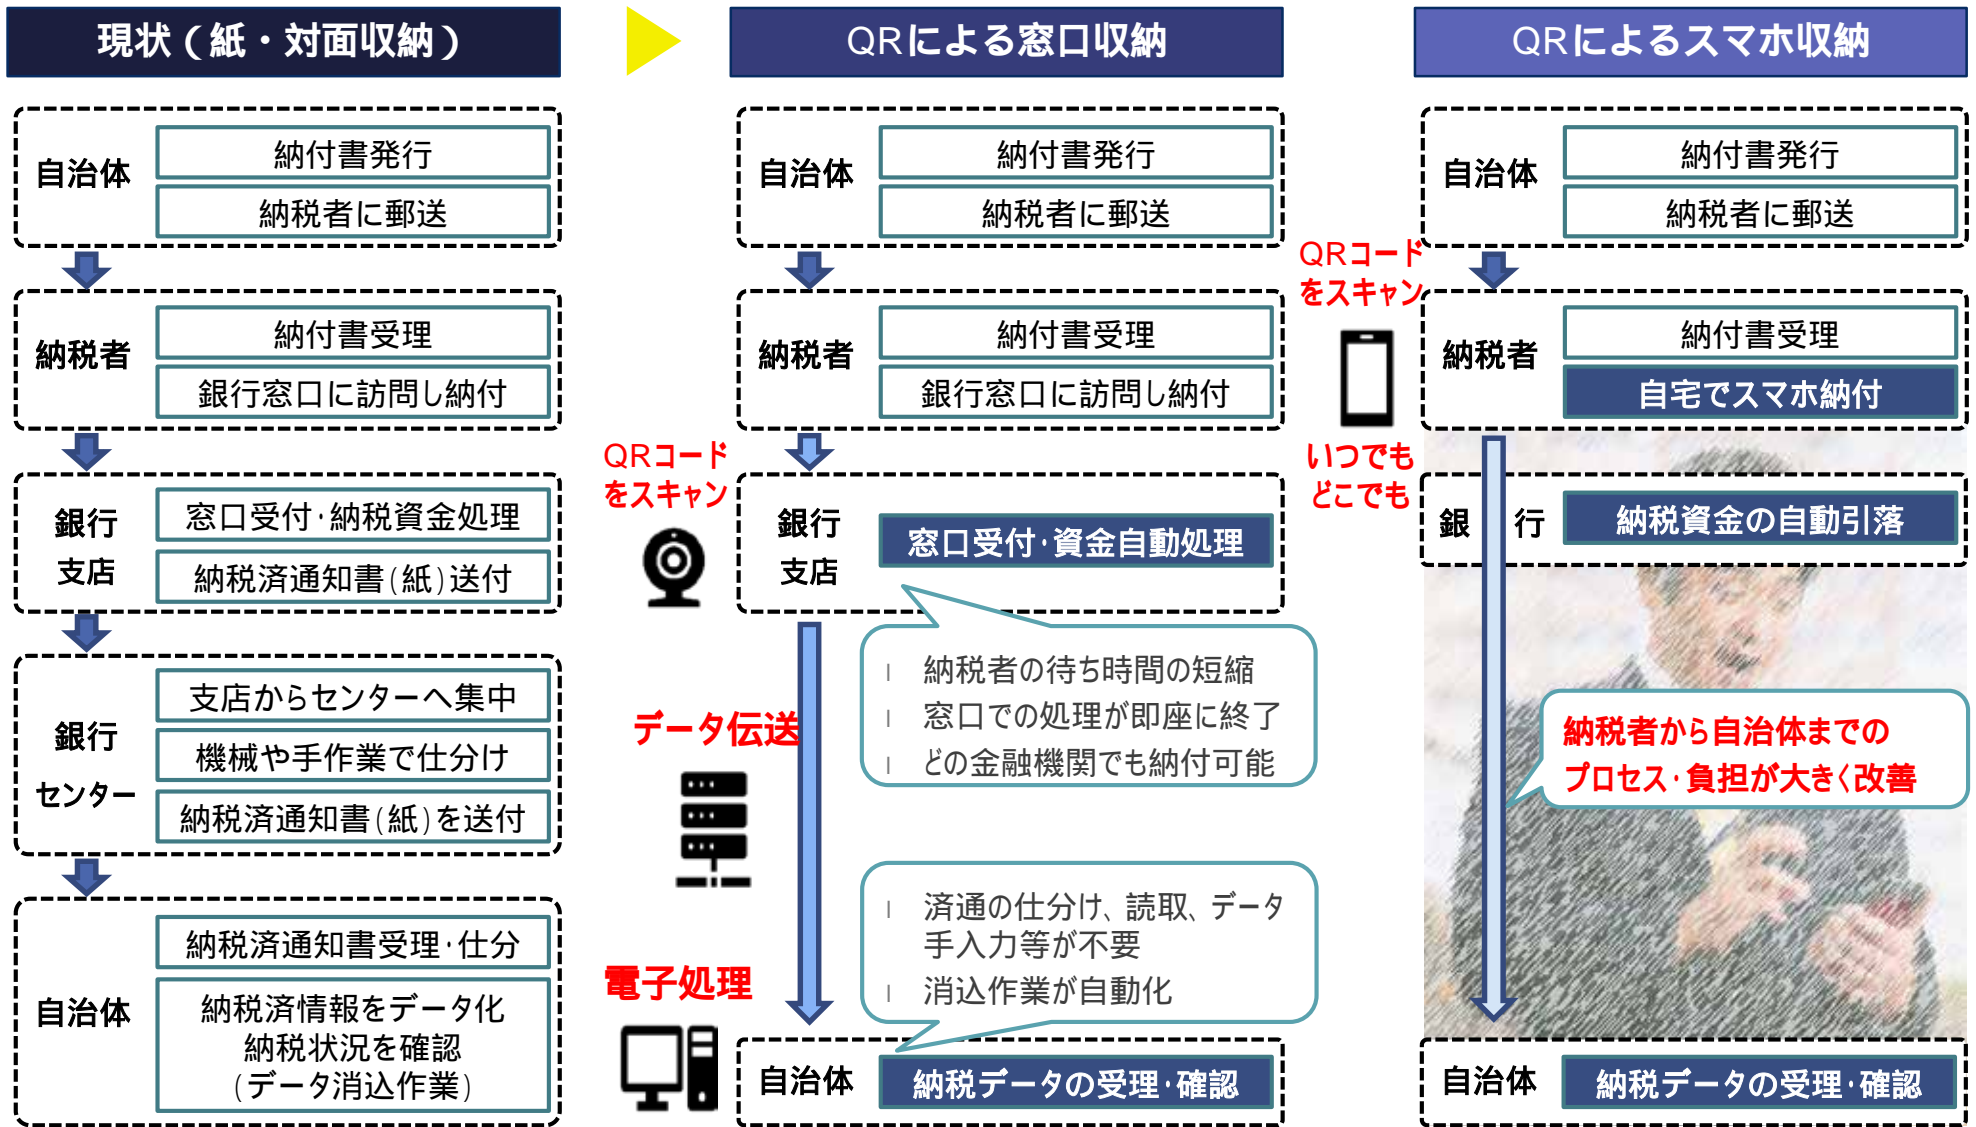 現状(紙・対面収納)
自治体
納付書発行
納税者に郵送
納税者
納付書受理
銀行窓口に訪問し納付
銀行
支店
窓口受付・納税資金処理
納税済通知書(紙)送付
銀行
センター
支店からセンターへ集中
機械や手作業で仕分け
納税済通知書(紙)を送付
自治体
納税済通知書受理・仕分
納税済情報をデータ化
納税状況を確認
(データ消込作業)
QRによる窓口収納
自治体
納付書発行
納税者に郵送
納税者
納付書受理
銀行窓口に訪問し納付
QRコード
をスキャン
銀行
支店
窓口受付・資金自動処理
l 納税者の待ち時間の短縮
l 窓口での処理が即座に終了
l どの金融機関でも納付可能
データ伝送
l 済通の仕分け、読取、データ
手入力等が不要
l 消込作業が自動化
電子処理
自治体
納税データの受理・確認
QRによるスマホ収納
自治体
納付書発行
納税者に郵送
QRコード
をスキャン
納税者
納付書受理
自宅でスマホ納付
いつでも
どこでも
銀 行
納税資金の自動引落
納税者から自治体までの
プロセス・負担が大きく改善
自治体
納税データの受理・確認